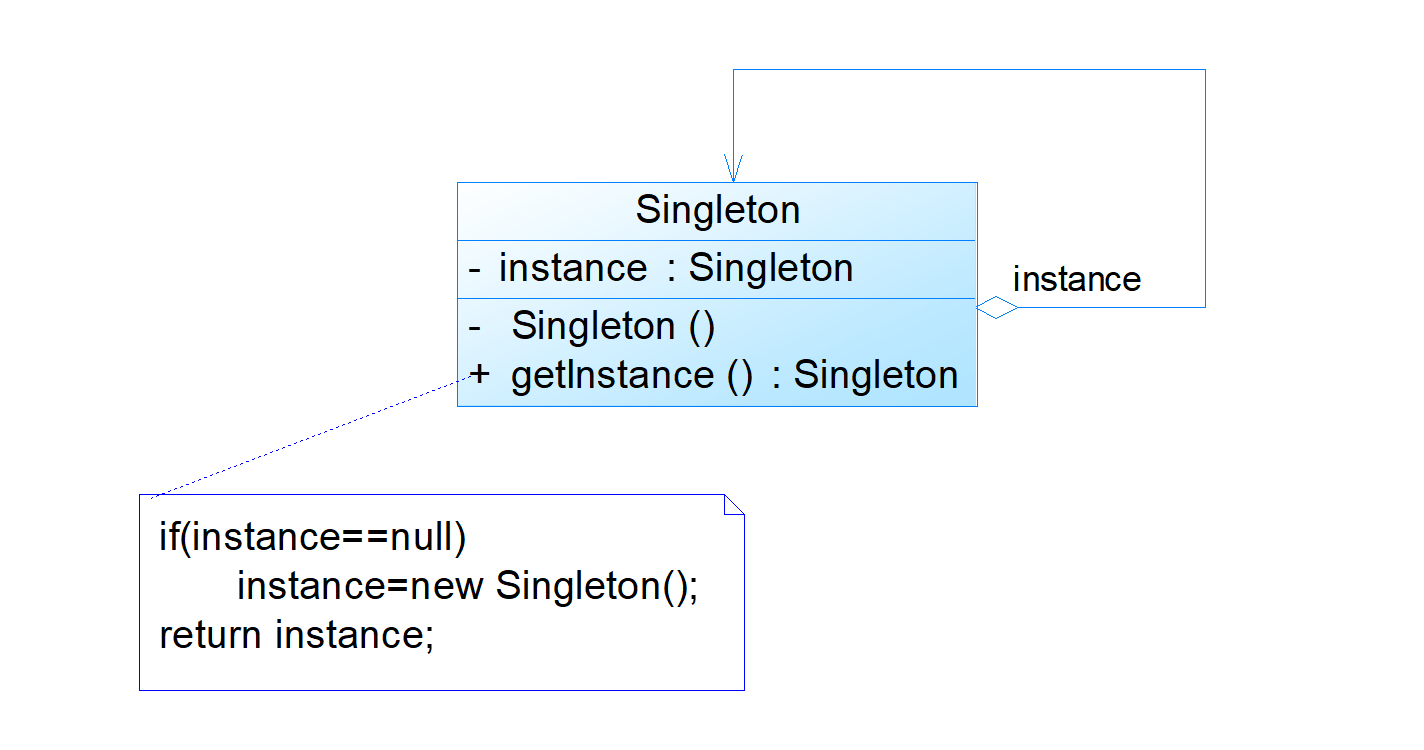 Singleton
- instance : Singleton
instance
- Singleton ()
+ getInstance () : Singleton
if(instance==null)
instance=new Singleton();
return instance;